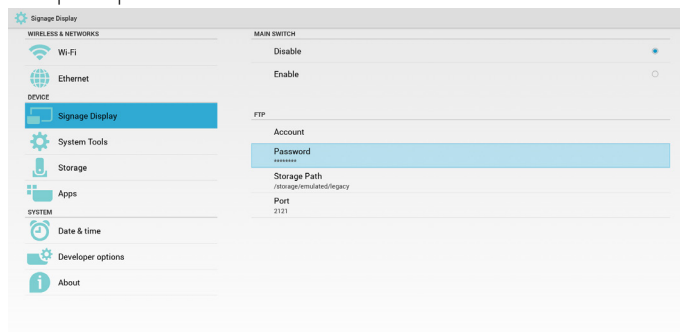 Signage Display
WIRELESS & NETWORKS
Wi-Fi
Ethernet
DEVICE
Signage Display
System Tools
Storage
Apps
SYSTEM
Date & time
Developer options
About
MAIN SWITCH
Disable
Enable
FTP
Account
Password
********
Storage Path
/storage/emulated/legacy
Port
2121